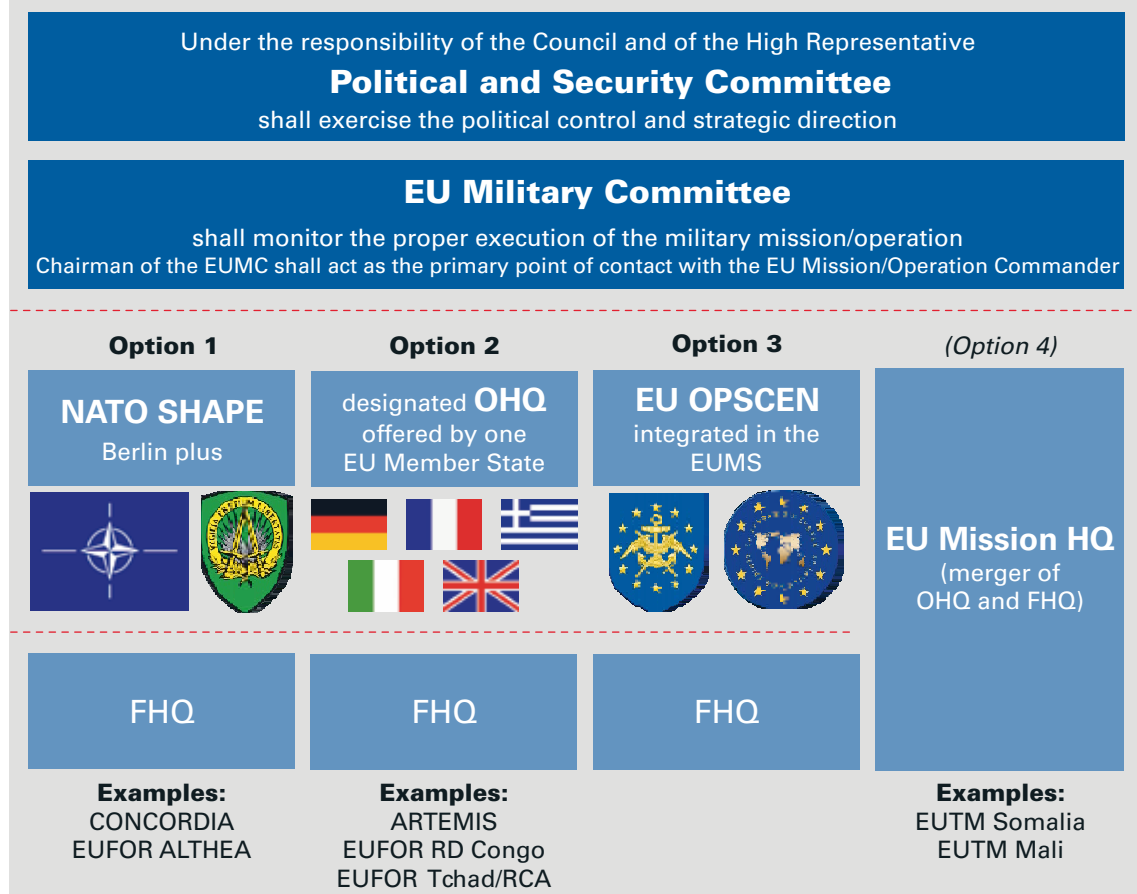 Under the responsibility of the Council and of the High Representative
Political and Security Committee
shall exercise the political control and strategic direction
EU Military Committee
shall monitor the proper execution of the military mission/operation
Chairman of the EUMC shall act as the primary point of contact with the EU Mission/Operation Commander
Option 1
NATO SHAPE
Berlin plus
FHQ
Examples:
CONCORDIA
EUFOR ALTHEA
Option 2
designated OHQ
offered by one
EU Member State
FHQ
Examples:
ARTEMIS
EUFOR RD Congo
EUFOR Tchad/RCA
Option 3
EU OPSCEN
integrated in the
EUMS
FHQ
(Option 4)
EU Mission HQ
(merger of
OHQ and FHQ)
Examples:
EUTM Somalia
EUTM Mali